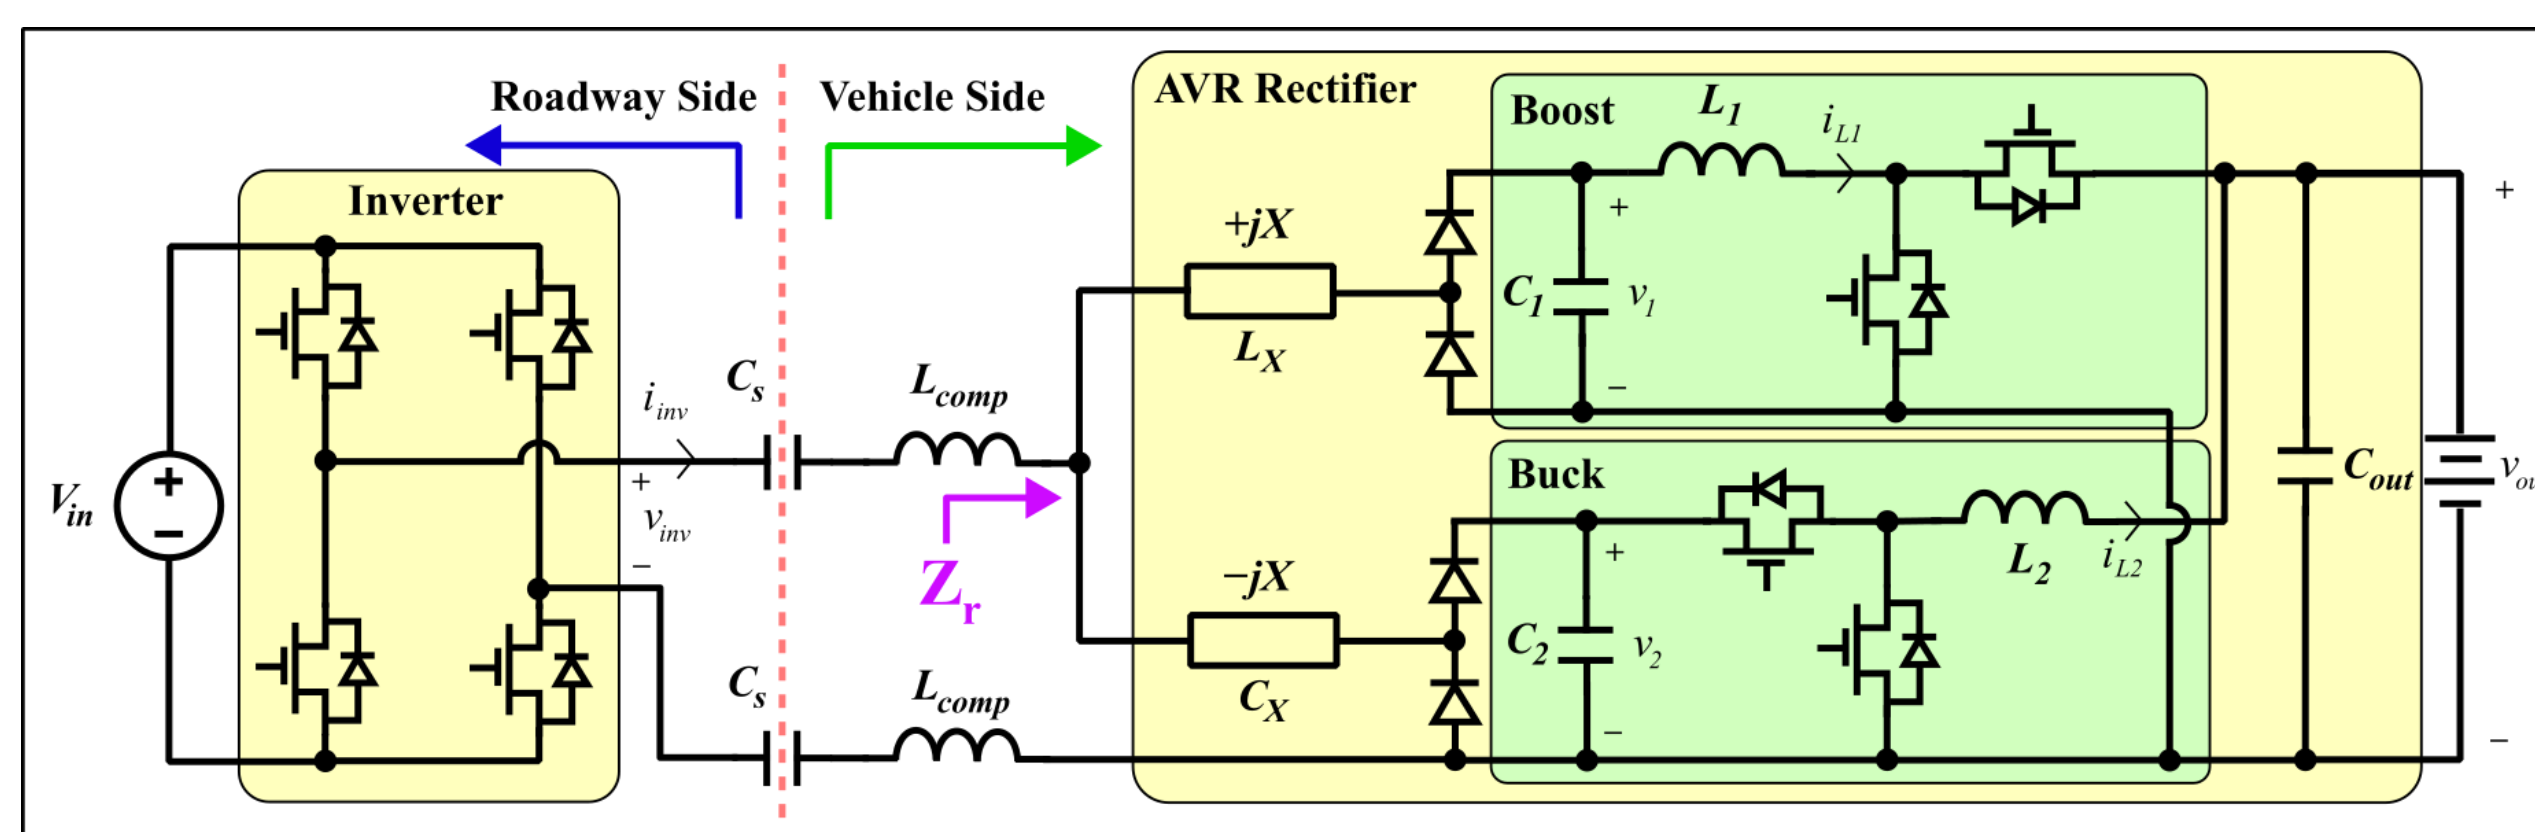 Roadway Side
Vehicle Side
AVR Rectifier
Boost
L1
iL1
Inverter
+jX
LX
C1
+
v1
−
+
−
Vin
+
−
iinv
+
vinv
−
Cs
Lcomp
Zr
Buck
−jX
CX
C2
+
v2
−
L2
iL2
Cout
Cs
Lcomp